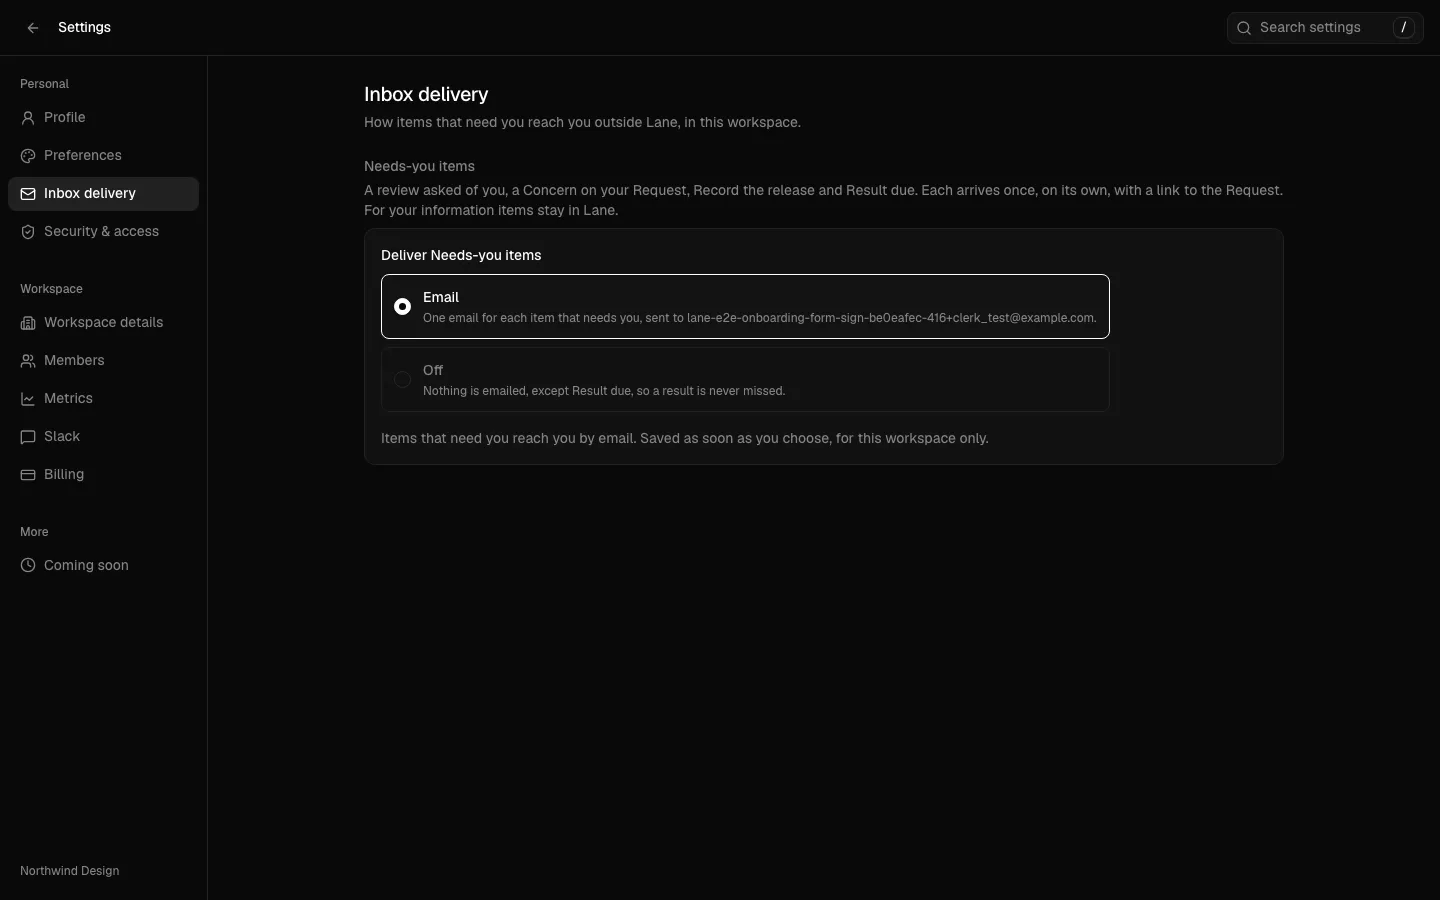 Settings
Search settings
/
Personal
Profile
Preferences
Inbox delivery
Security & access
Workspace
Workspace details
Members
Metrics
Slack
Billing
More
Coming soon
Northwind Design
Inbox delivery
How items that need you reach you outside Lane, in this workspace.
Needs-you items
A review asked of you, a Concern on your Request, Record the release and Result due. Each arrives once, on its own, with a link to the Request.
For your information items stay in Lane.
Deliver Needs-you items
Email
One email for each item that needs you, sent to lane-e2e-onboarding-form-sign-be0eafec-416+clerk_test@example.com.
Off
Nothing is emailed, except Result due, so a result is never missed.
Items that need you reach you by email. Saved as soon as you choose, for this workspace only.